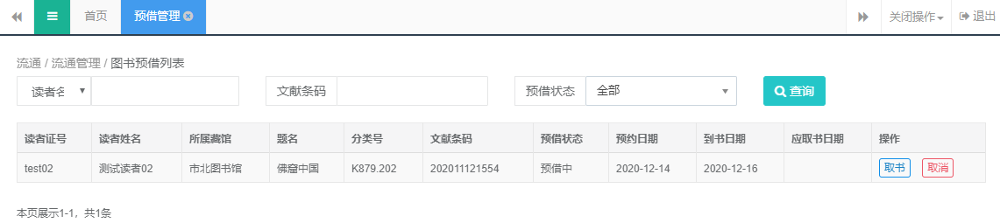 首页 预借管理 关闭操作 退出
流通 / 流通管理 / 图书预借列表
读者名 文献条码 预借状态 全部 查询
读者证号 读者姓名 所属藏馆 题名 分类号 文献条码 预借状态 预约日期 到书日期 应取书日期 操作
test02 测试读者02 市北图书馆 佛窟中国 K879.202 202011121554 预借中 2020-12-14 2020-12-16 取书 取消
本页展示1-1，共1条